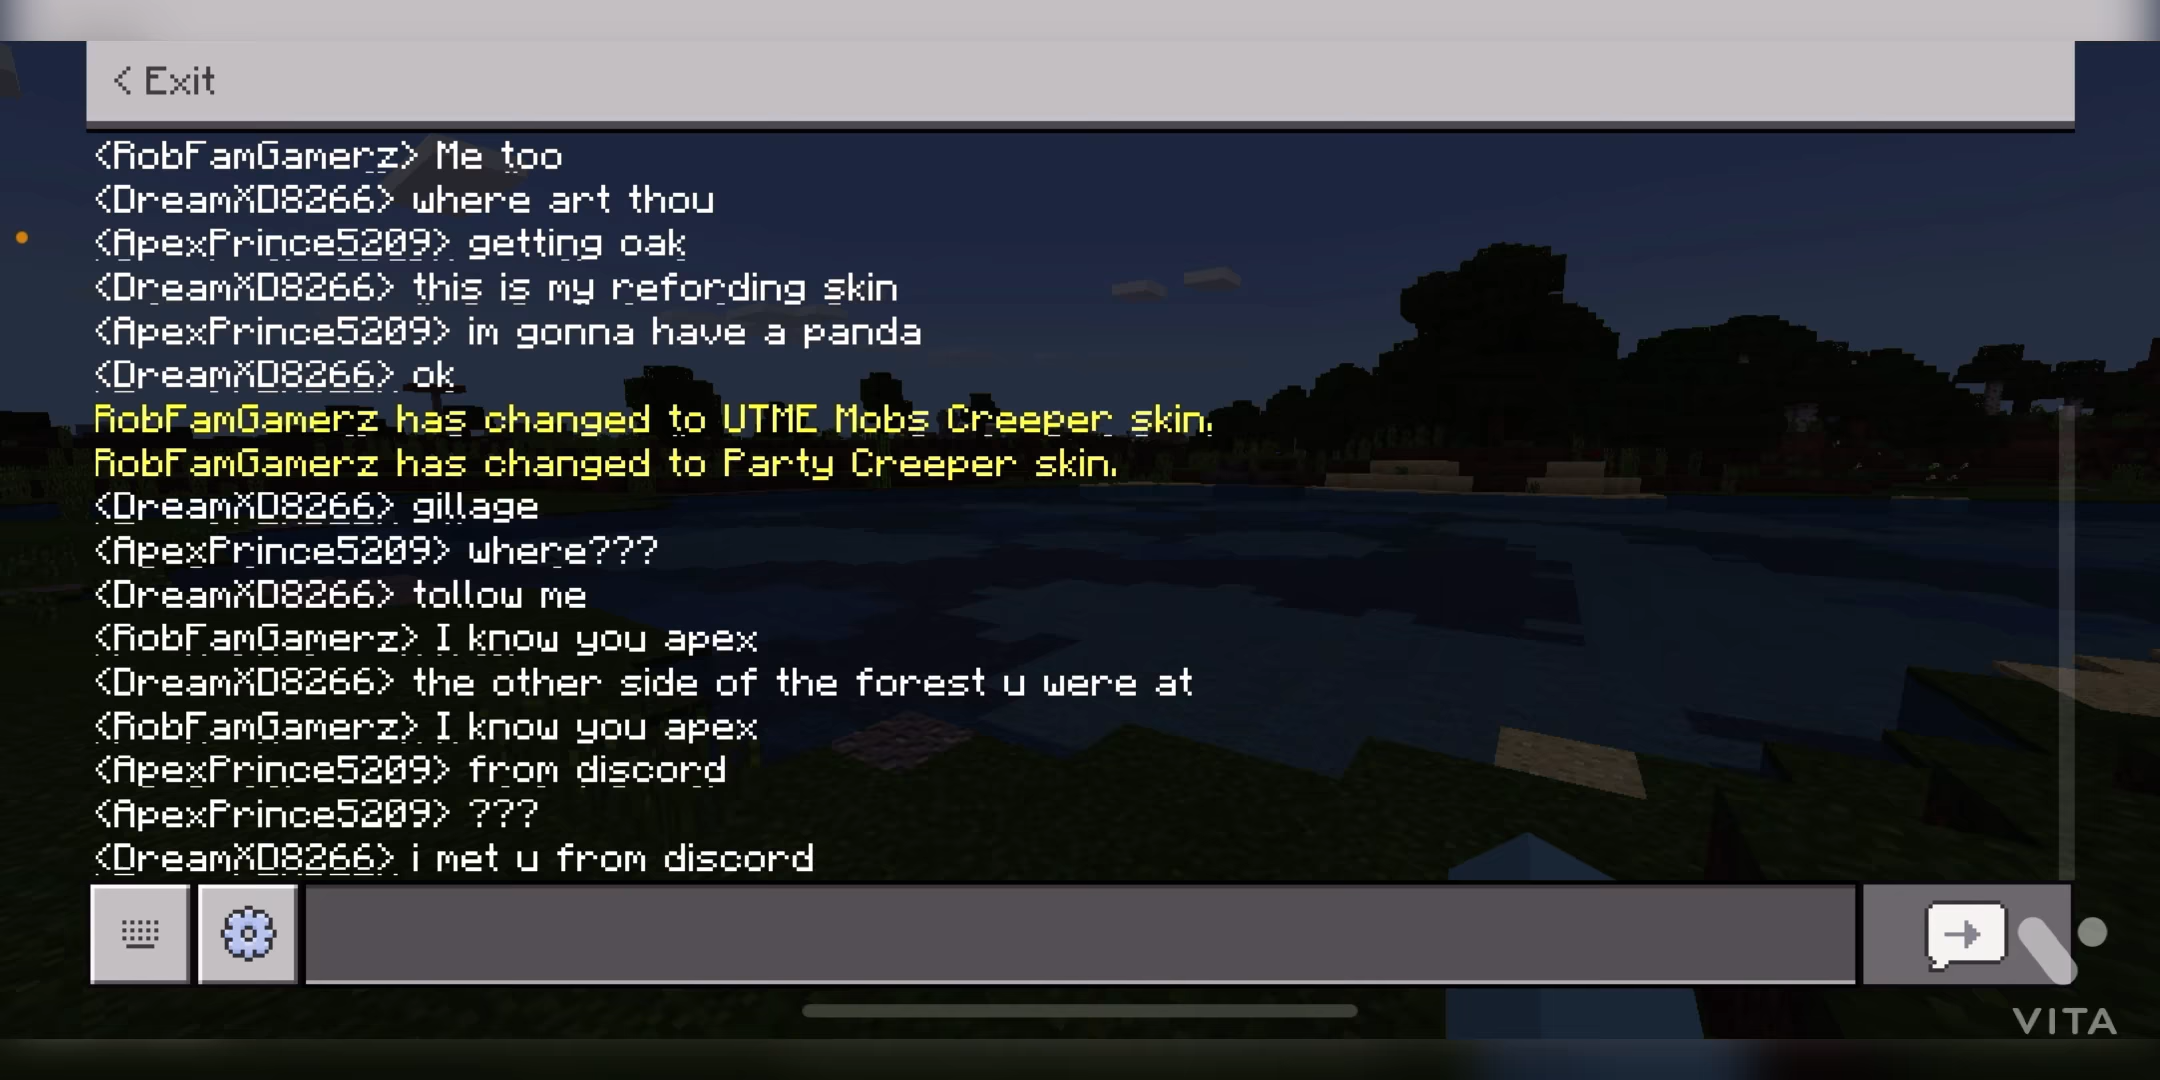 < Exit
<RobFamGamerz> Me too
<DreamXD8266> where art thou
<ApexPrince5209> getting oak
<DreamXD8266> this is my refording skin
<ApexPrince5209> im gonna have a panda
<DreamXD8266> ok
RobFamGamerz has changed to UTME Mobs Creeper skin.
RobFamGamerz has changed to Party Creeper skin.
<DreamXD8266> gillage
<ApexPrince5209> where???
<DreamXD8266> tollow me
<RobFamGamerz> I know you apex
<DreamXD8266> the other side of the forest u were at
<RobFamGamerz> I know you apex
<ApexPrince5209> from discord
<ApexPrince5209> ???
<DreamXD8266> i met u from discord
VITA